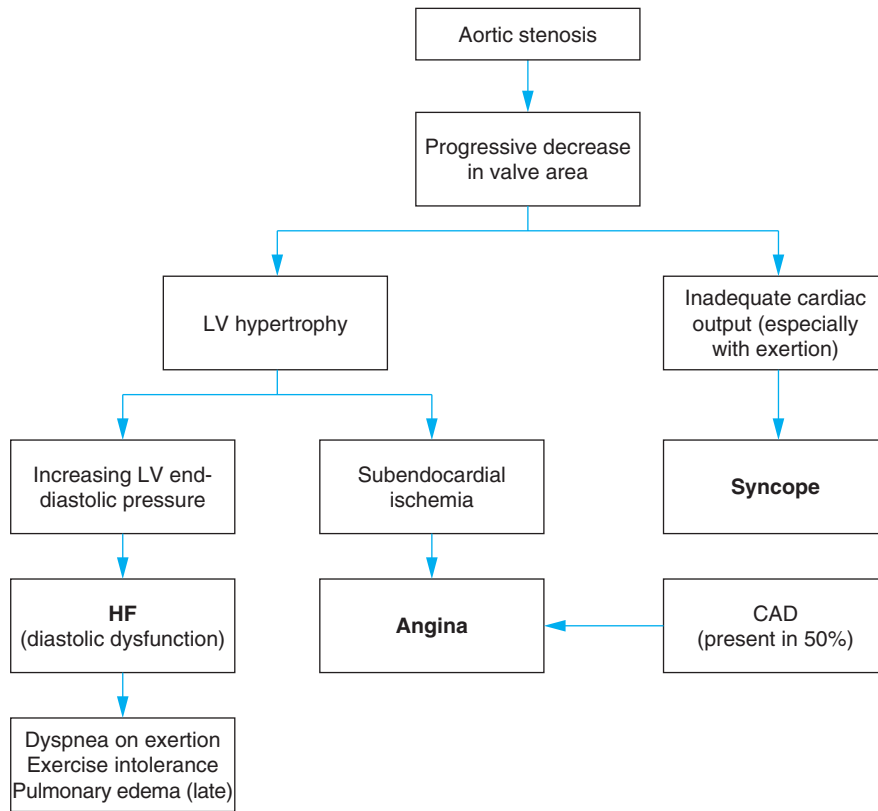 Aortic stenosis
Progressive decrease
in valve area
LV hypertrophy
Inadequate cardiac
output (especially
with exertion)
Increasing LV end-
diastolic pressure
Subendocardial
ischemia
Syncope
HF
(diastolic dysfunction)
Angina
CAD
(present in 50%)
Dyspnea on exertion
Exercise intolerance
Pulmonary edema (late)